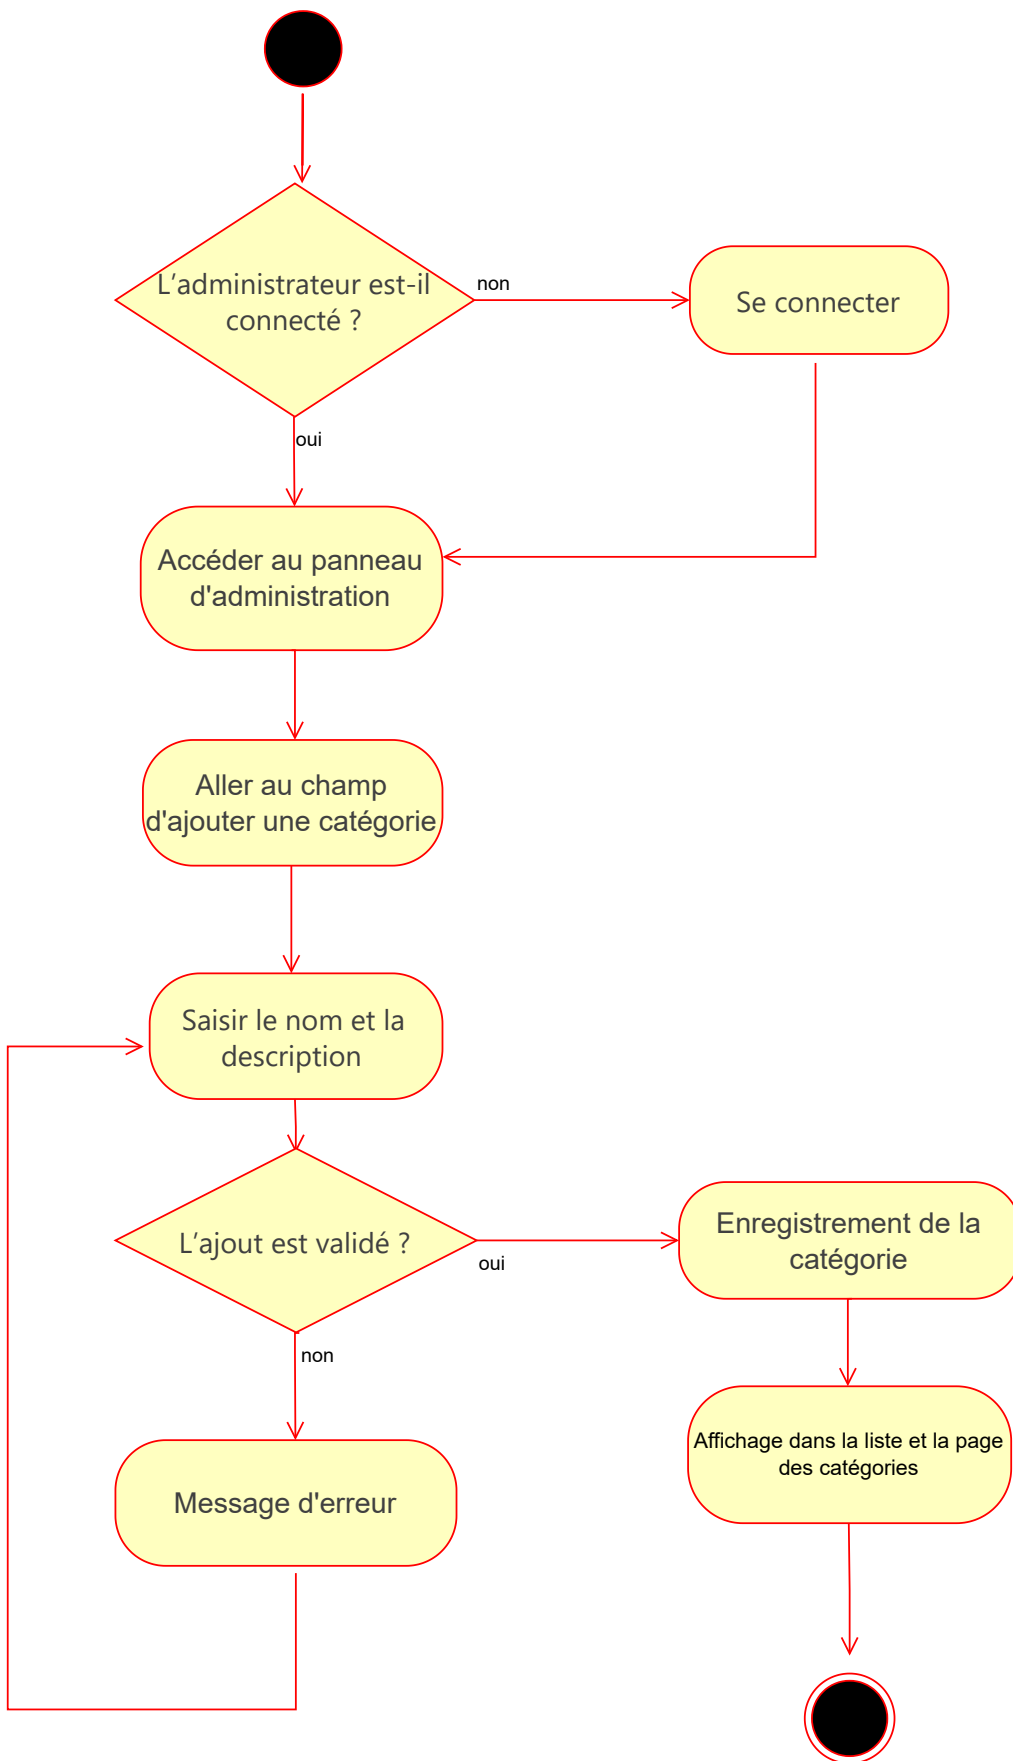 L'administrateur est-il
connecté ?
non
Se connecter
oui
Accéder au panneau
d'administration
Aller au champ
d'ajouter une catégorie
Saisir le nom et la
description
L'ajout est validé ?
oui
Enregistrement de la
catégorie
non
Affichage dans la liste et la page
des catégories
Message d'erreur